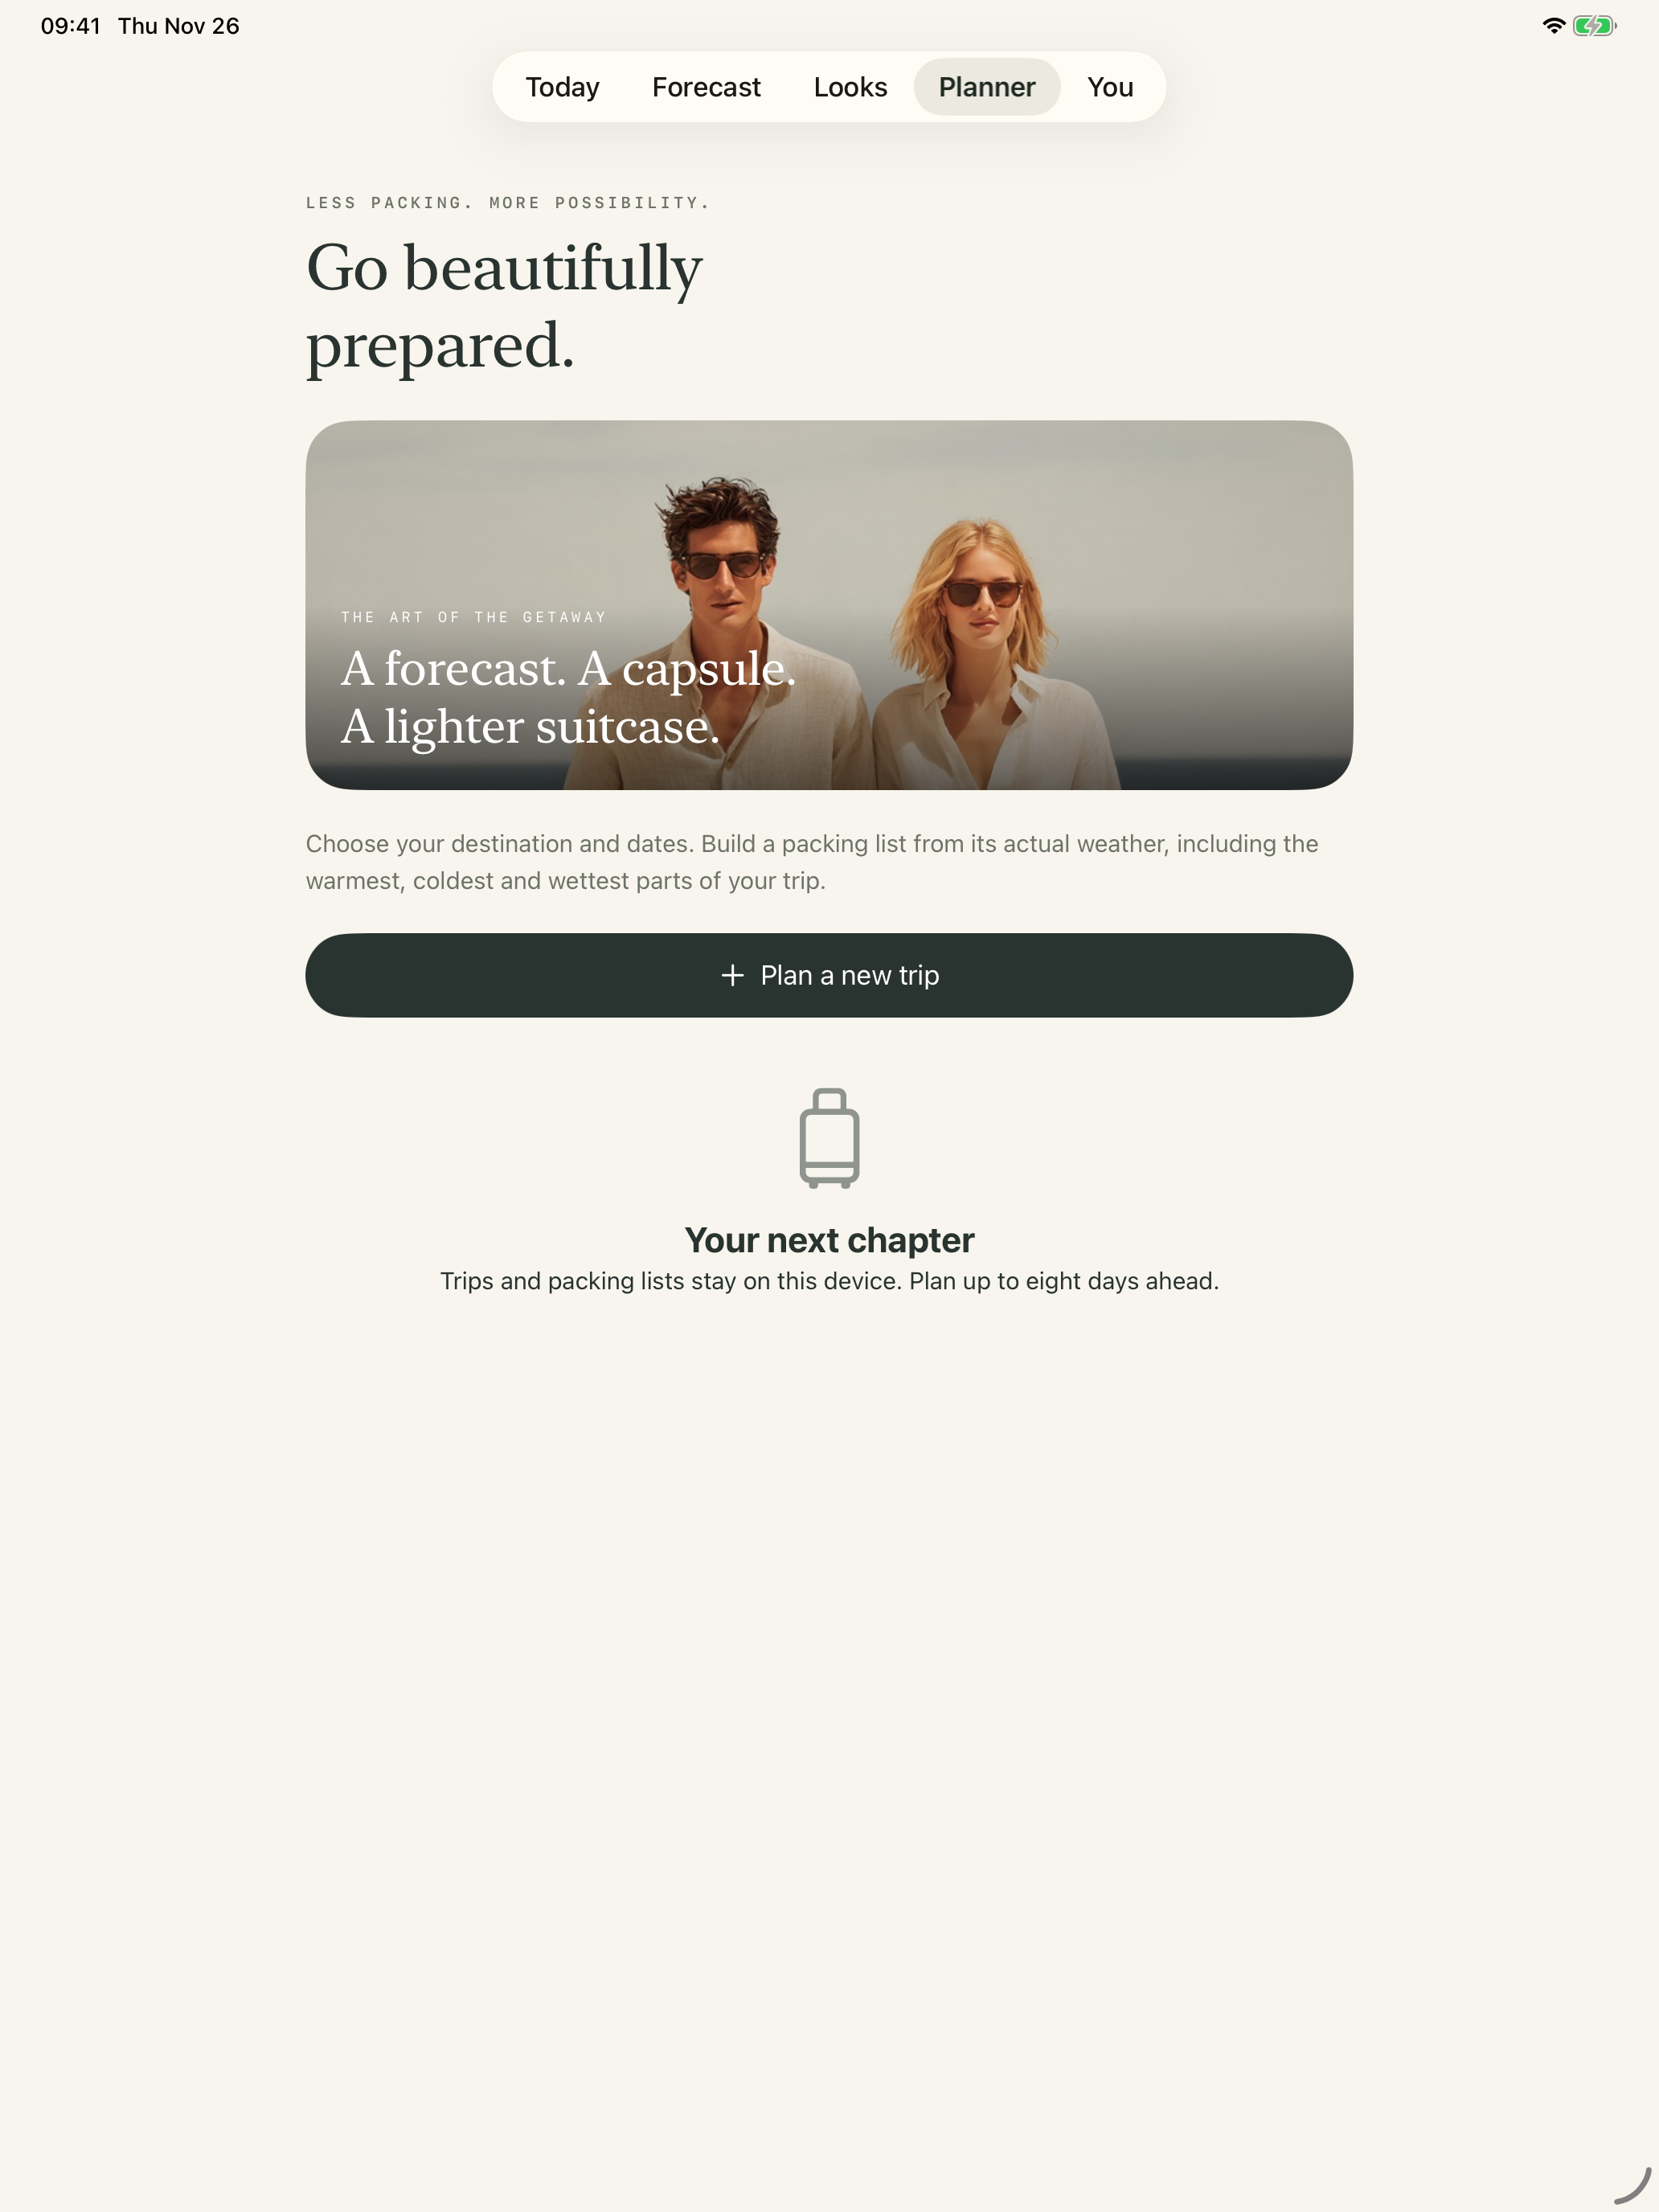 09:41 Thu Nov 26
Today Forecast Looks Planner You
LESS PACKING. MORE POSSIBILITY.
Go beautifully
prepared.
THE ART OF THE GETAWAY
A forecast. A capsule.
A lighter suitcase.
Choose your destination and dates. Build a packing list from its actual weather, including the
warmest, coldest and wettest parts of your trip.
+ Plan a new trip
Your next chapter
Trips and packing lists stay on this device. Plan up to eight days ahead.